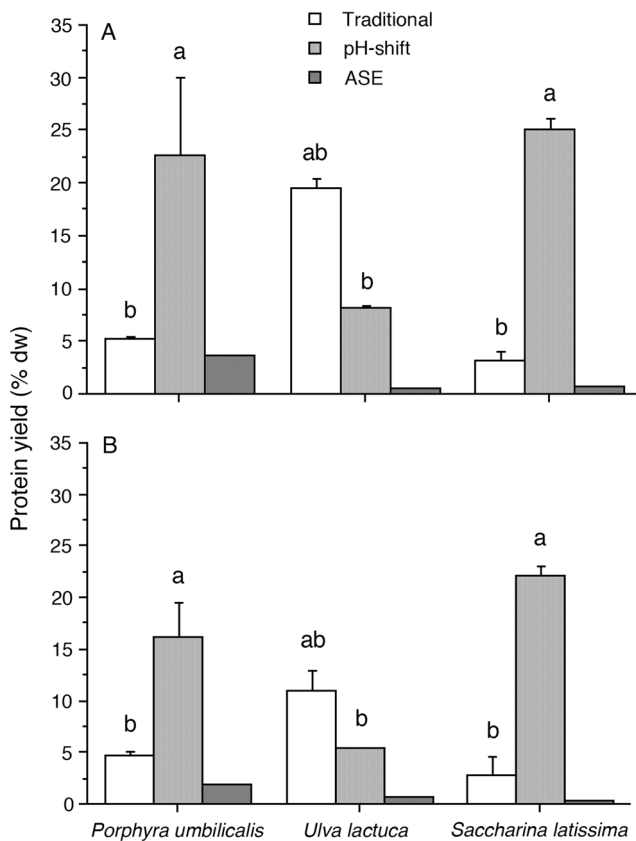 A
Traditional
pH-shift
ASE
35
30
25
20
15
10
5
0
a
b
ab
b
a
b
Protein yield (% dw)
B
35
30
25
20
15
10
5
0
a
b
ab
b
a
b
Porphyra umbilicalis Ulva lactuca Saccharina latissima